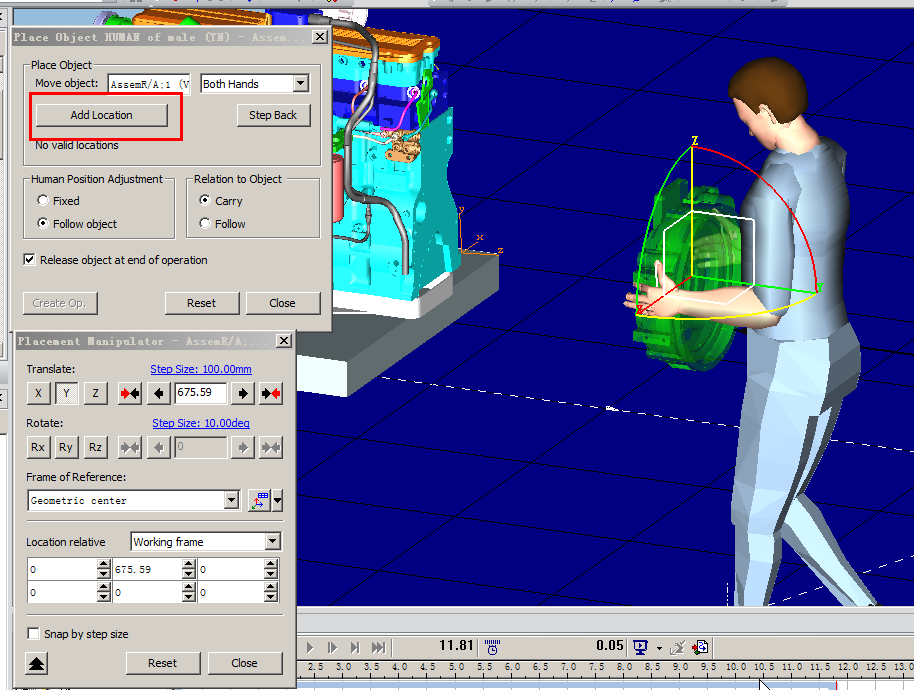 Place Object HUMAN of male (TN) - Assem...
Place Object
Move object: AssemR/A:1 (V Both Hands
Add Location Step Back
No valid locations
Human Position Adjustment
Fixed
Follow object
Relation to Object
Carry
Follow
Release object at end of operation
Create Op. Reset Close
Placement Manipulator - AssemR/A:...
Translate: Step Size: 100.00mm
X Y Z 675.59
Rotate: Step Size: 10.00deg
Rx Ry Rz 0
Frame of Reference:
Geometric center
Location relative Working frame
0 675.59 0
0 0 0
Snap by step size
Reset Close
Z
Y
X
Z
11.81 0.05
2.5 3.0 3.5 4.0 4.5 5.0 5.5 6.0 6.5 7.0 7.5 8.0 8.5 9.0 9.5 10.0 10.5 11.0 11.5 12.0 12.5 13.0